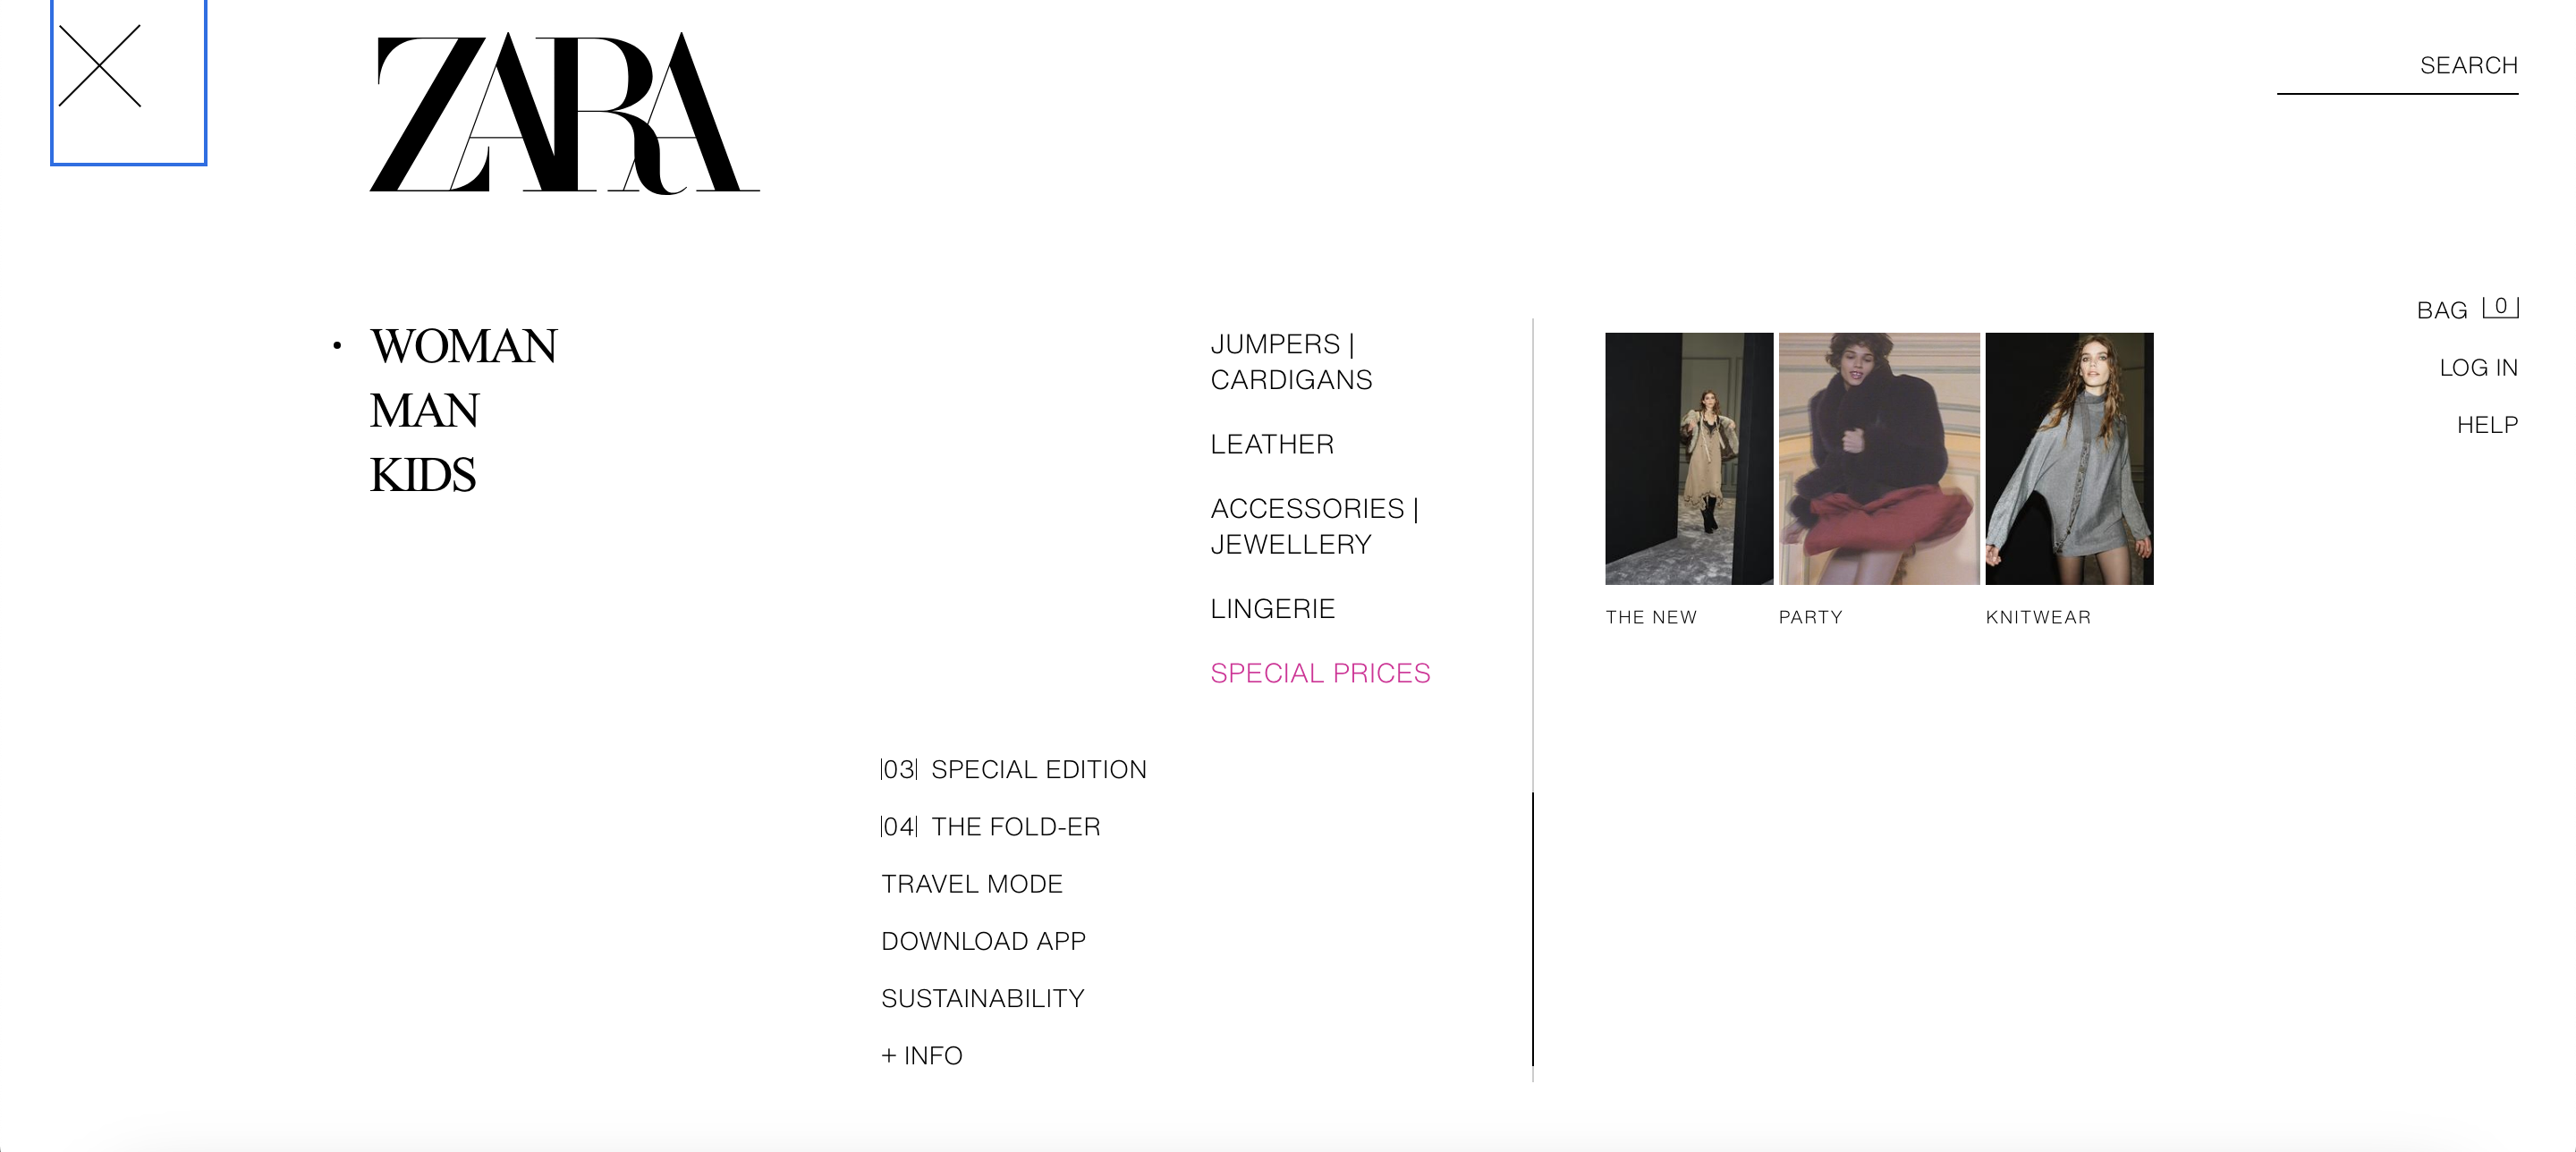 ZARA
SEARCH
BAG 0
LOG IN
HELP
WOMAN
MAN
KIDS
JUMPERS |
CARDIGANS
LEATHER
ACCESSORIES |
JEWELLERY
LINGERIE
SPECIAL PRICES
|03| SPECIAL EDITION
|04| THE FOLD-ER
TRAVEL MODE
DOWNLOAD APP
SUSTAINABILITY
+ INFO
THE NEW
PARTY
KNITWEAR